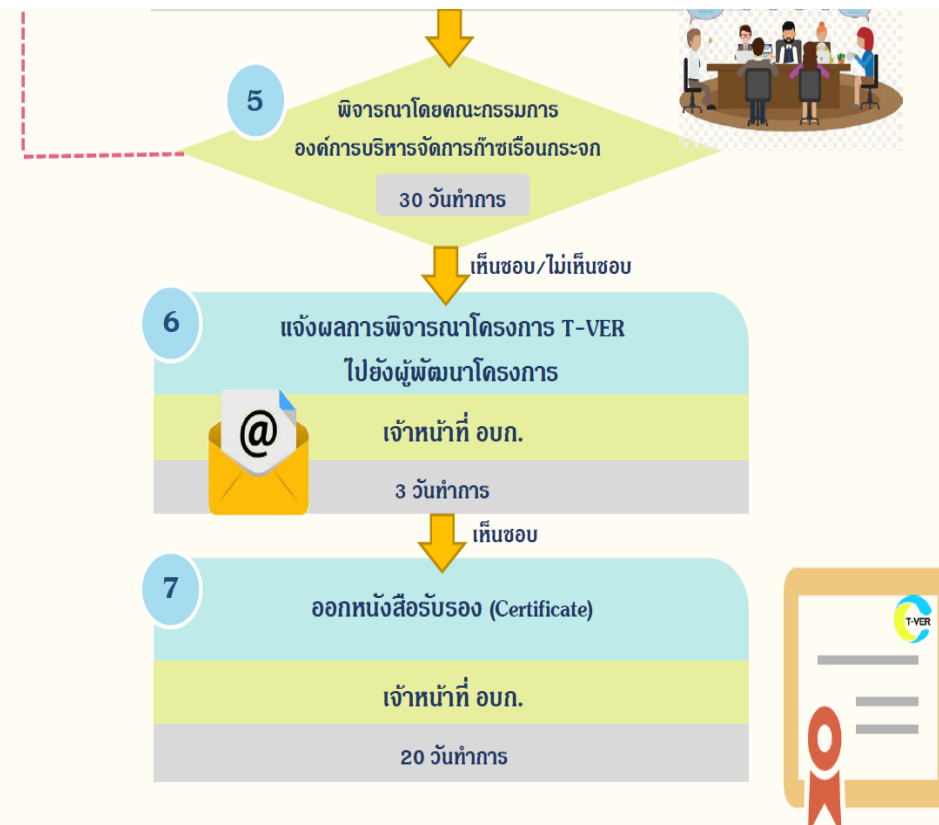 5
พิจารณาโดยคณะกรรมการ
องค์การบริหารจัดการก๊าซเรือนกระจก
30 วันทำการ
เห็นชอบ/ไม่เห็นชอบ
6
แจ้งผลการพิจารณาโครงการ T-VER
ไปยังผู้พัฒนาโครงการ
@
เจ้าหน้าที่ อบก.
3 วันทำการ
เห็นชอบ
7
ออกหนังสือรับรอง (Certificate)
T-VER
เจ้าหน้าที่ อบก.
20 วันทำการ